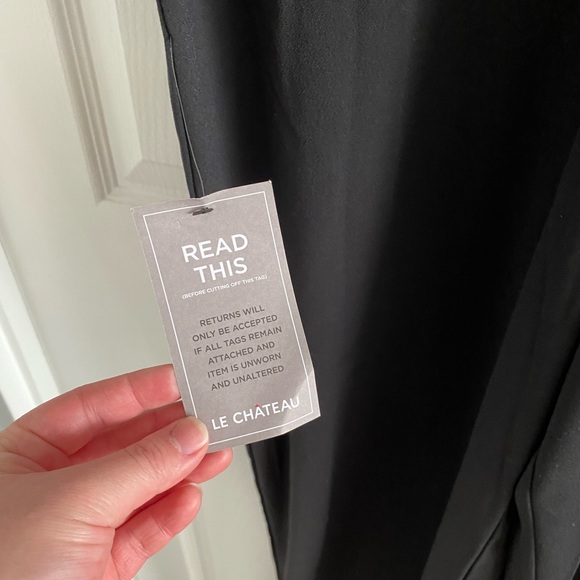 READ
THIS
(BEFORE CUTTING OFF THIS TAG)
RETURNS WILL
ONLY BE ACCEPTED
IF ALL TAGS REMAIN
ATTACHED AND
ITEM IS UNWORN
AND UNALTERED
LE CHÂTEAU